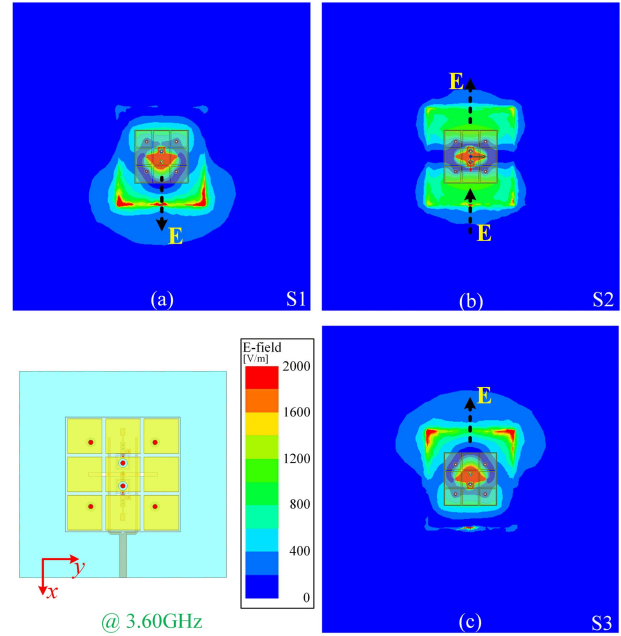 E
(a)
S1
E
E
(b)
S2
y
x
@ 3.60GHz
E-field
[V/m]
2000
1600
1200
800
400
0
E
(c)
S3